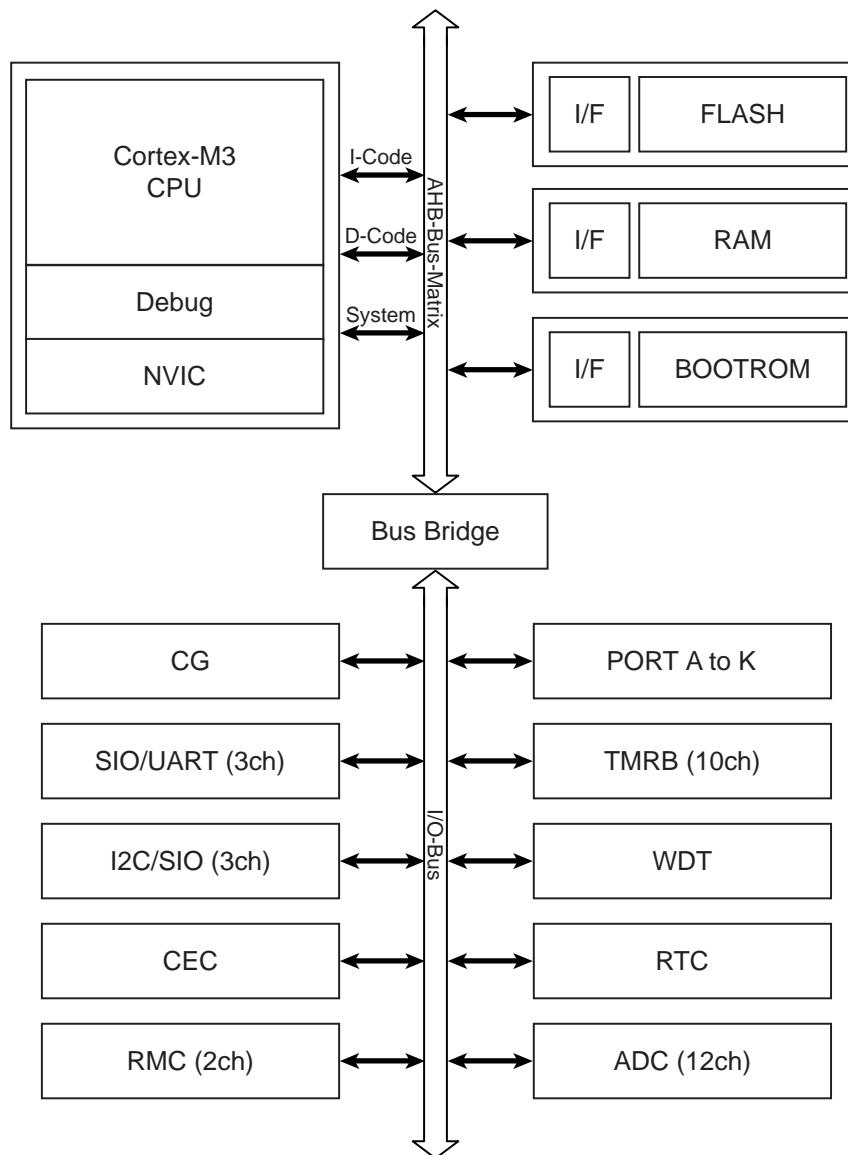 Cortex-M3
CPU
Debug
NVIC
I-Code
D-Code
System
AHB-Bus-Matrix
I/F
FLASH
I/F
RAM
I/F
BOOTROM
Bus Bridge
CG
PORT A to K
SIO/UART (3ch)
TMRB (10ch)
I/O-Bus
I2C/SIO (3ch)
WDT
CEC
RTC
RMC (2ch)
ADC (12ch)